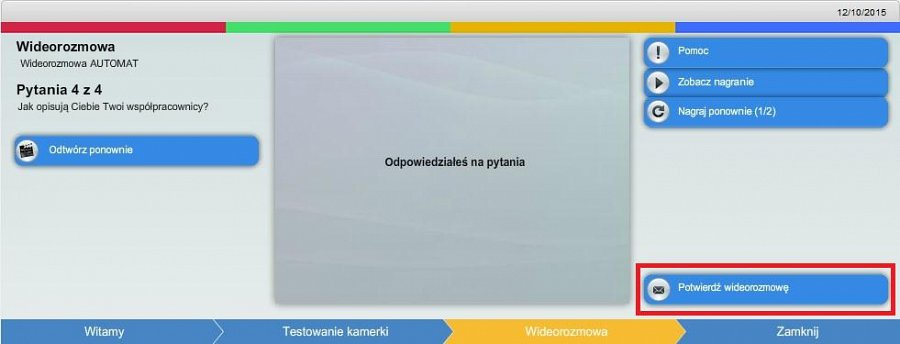 12/10/2015
Wideorozmowa
Wideorozmowa AUTOMAT
Pytania 4 z 4
Jak opisują Ciebie Twoi współpracownicy?
Odtwórz ponownie
Odpowiedziałeś na pytania
Pomoc
Zobacz nagranie
Nagraj ponownie (1/2)
Potwierdź wideorozmowę
Witamy
Testowanie kamerki
Wideorozmowa
Zamknij